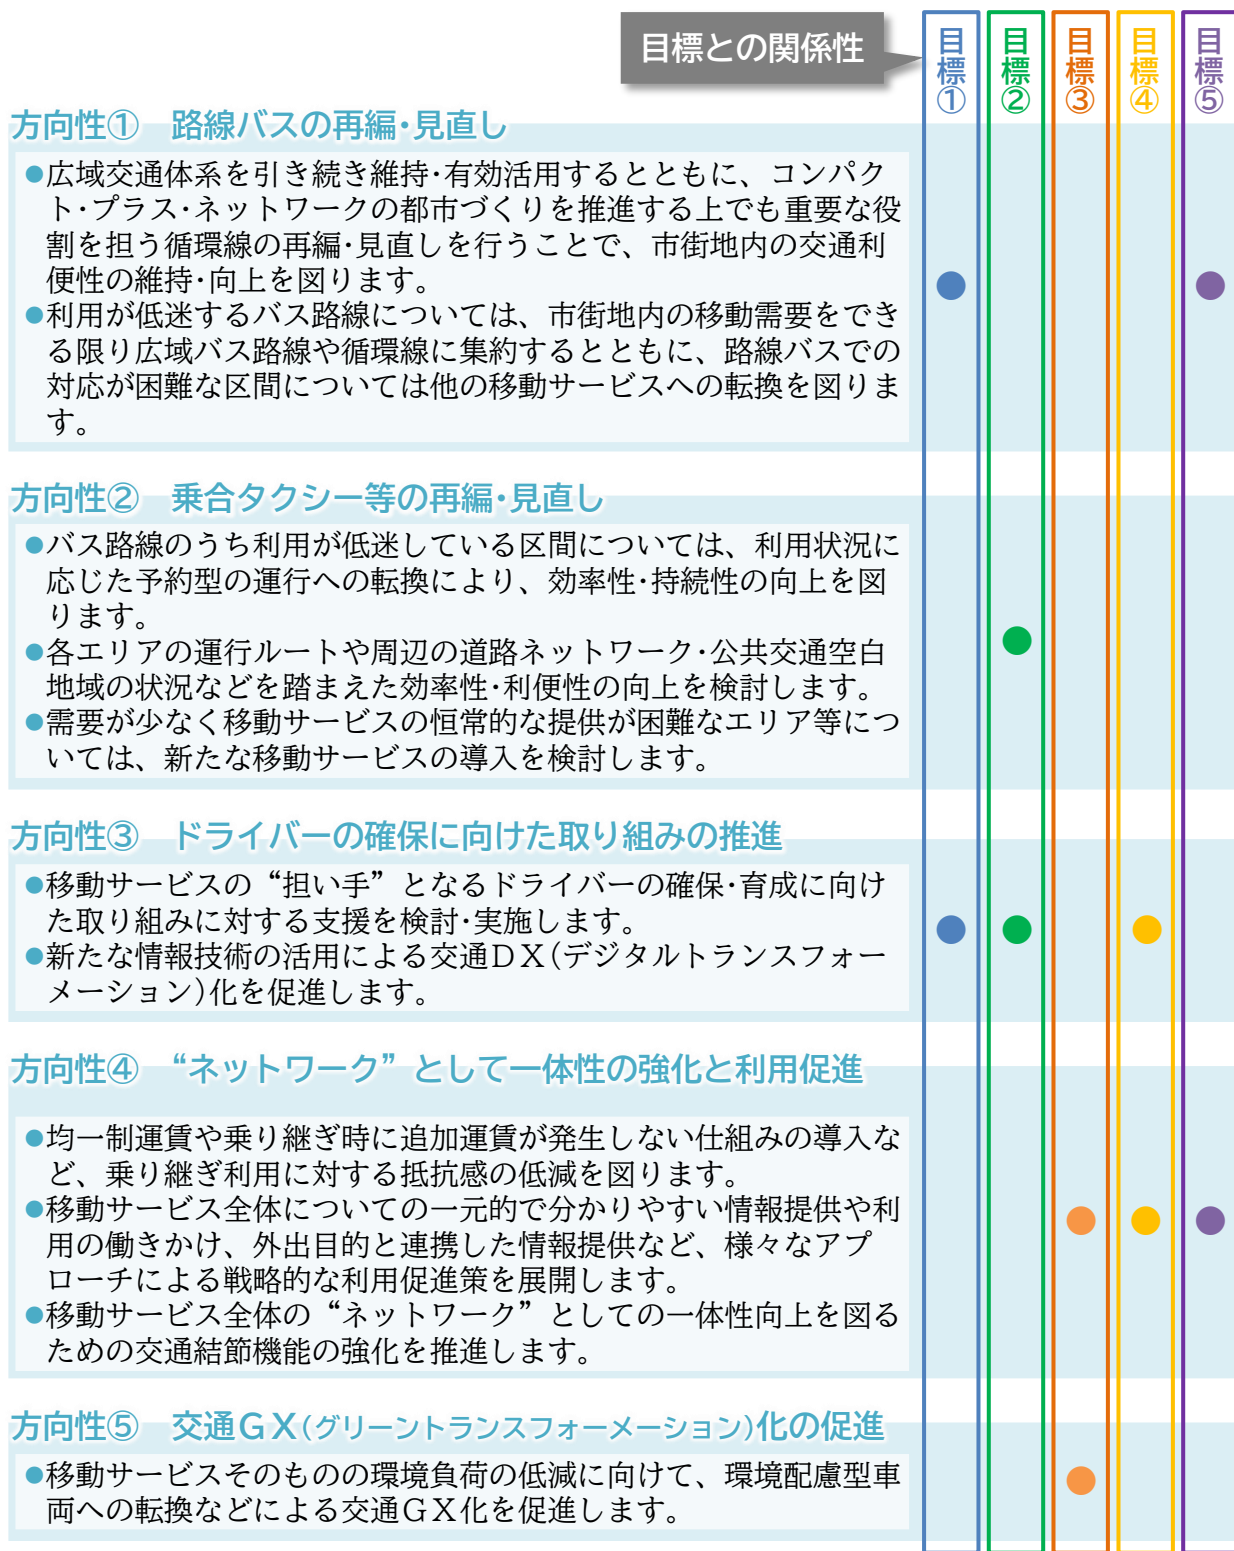 目標との関係性
目標①
目標②
目標③
目標④
目標⑤
方向性①　路線バスの再編･見直し
●広域交通体系を引き続き維持･有効活用するとともに、コンパク
ト･プラス･ネットワークの都市づくりを推進する上でも重要な役
割を担う循環線の再編･見直しを行うことで、市街地内の交通利
便性の維持･向上を図ります。
●利用が低迷するバス路線については、市街地内の移動需要をでき
る限り広域バス路線や循環線に集約するとともに、路線バスでの
対応が困難な区間については他の移動サービスへの転換を図りま
す。
方向性②　乗合タクシー等の再編･見直し
●バス路線のうち利用が低迷している区間については、利用状況に
応じた予約型の運行への転換により、効率性･持続性の向上を図
ります。
●各エリアの運行ルートや周辺の道路ネットワーク･公共交通空白
地域の状況などを踏まえた効率性･利便性の向上を検討します。
●需要が少なく移動サービスの恒常的な提供が困難なエリア等につ
いては、新たな移動サービスの導入を検討します。
方向性③　ドライバーの確保に向けた取り組みの推進
●移動サービスの“担い手”となるドライバーの確保･育成に向け
た取り組みに対する支援を検討･実施します。
●新たな情報技術の活用による交通ＤＸ(デジタルトランスフォー
メーション)化を促進します。
方向性④　“ネットワーク”として一体性の強化と利用促進
●均一制運賃や乗り継ぎ時に追加運賃が発生しない仕組みの導入な
ど、乗り継ぎ利用に対する抵抗感の低減を図ります。
●移動サービス全体についての一元的で分かりやすい情報提供や利
用の働きかけ、外出目的と連携した情報提供など、様々なアプ
ローチによる戦略的な利用促進策を展開します。
●移動サービス全体の“ネットワーク”としての一体性向上を図る
ための交通結節機能の強化を推進します。
方向性⑤　交通ＧＸ(グリーントランスフォーメーション)化の促進
●移動サービスそのものの環境負荷の低減に向けて、環境配慮型車
両への転換などによる交通ＧＸ化を促進します。